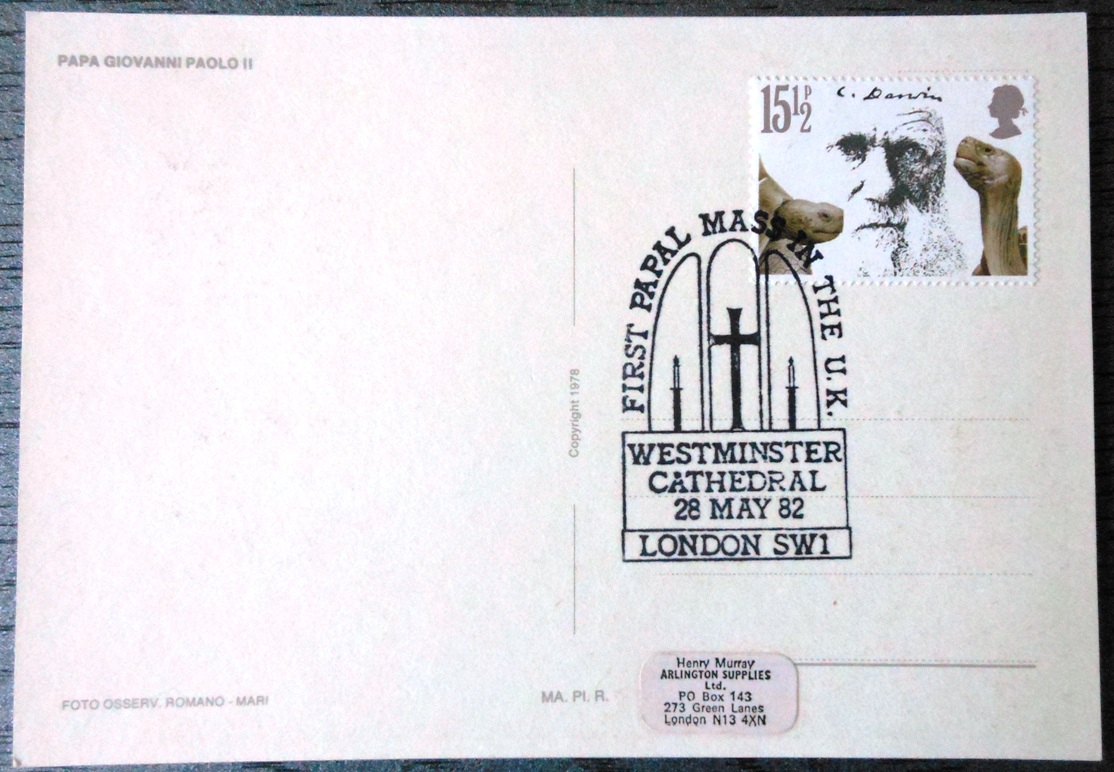 PAPA GIOVANNI PAOLO II
15½P
C. Darwin
FIRST PAPAL MASS IN THE U.K.
WESTMINSTER
CATHEDRAL
28 MAY 82
LONDON SW1
Copyright 1978
FOTO OSSERV. ROMANO - MARI
MA. PI. R.
Henry Murray
ARLINGTON SUPPLIES
Ltd.
PO Box 143
273 Green Lanes
London N13 4XN